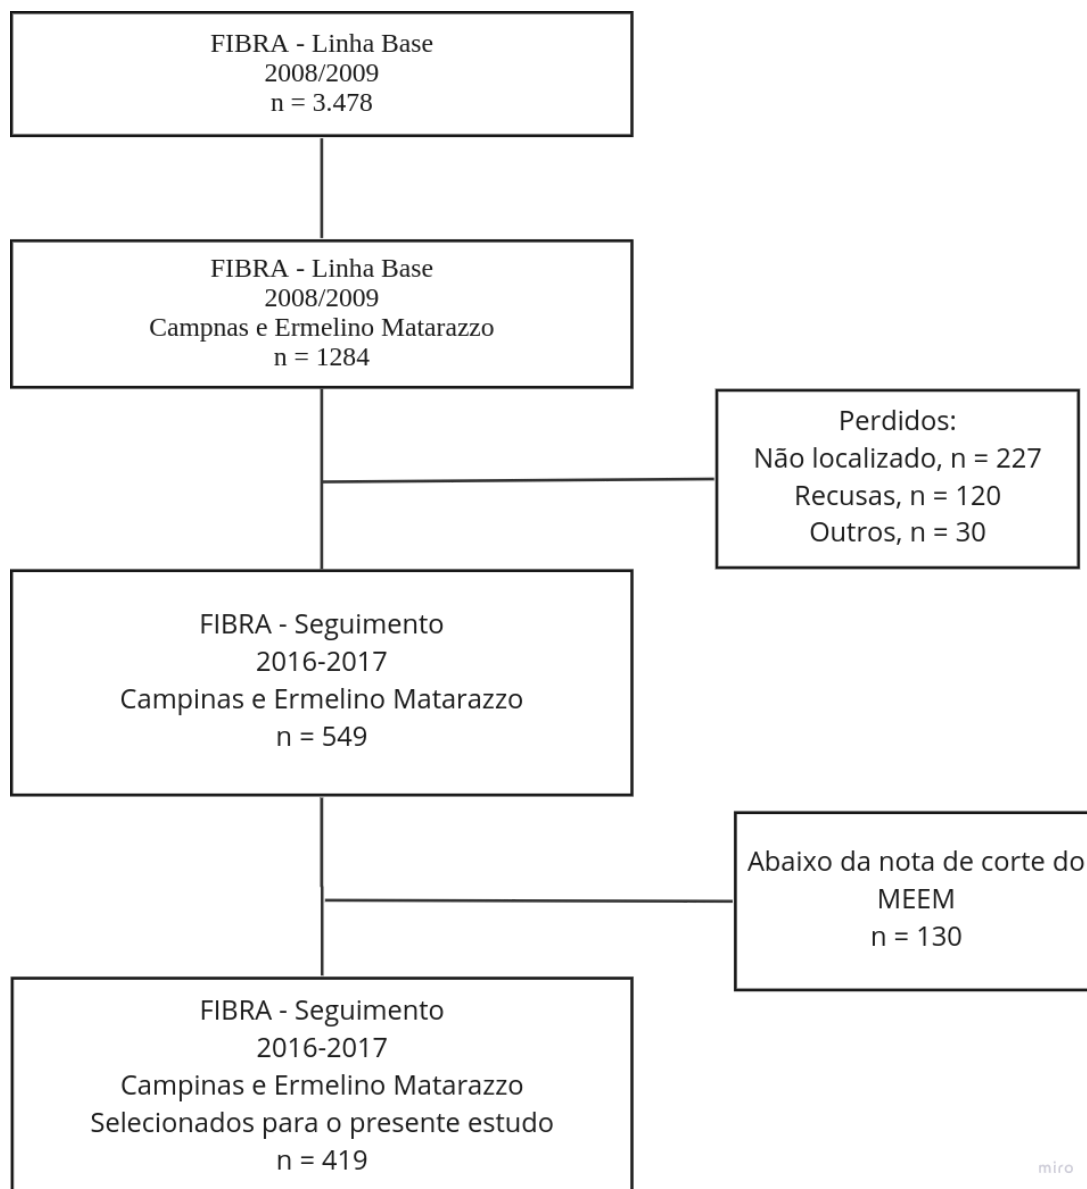 FIBRA - Linha Base
2008/2009
n = 3.478
FIBRA - Linha Base
2008/2009
Campnas e Ermelino Matarazzo
n = 1284
Perdidos:
Não localizado, n = 227
Recusas, n = 120
Outros, n = 30
FIBRA - Seguimento
2016-2017
Campinas e Ermelino Matarazzo
n = 549
Abaixo da nota de corte do
MEEM
n = 130
FIBRA - Seguimento
2016-2017
Campinas e Ermelino Matarazzo
Selecionados para o presente estudo
n = 419
miro